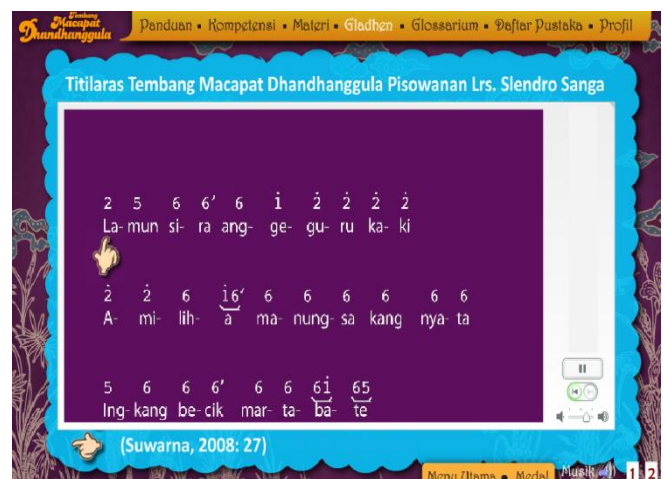 Tembang
Macapat
Dhandhanggula
Panduan • Kompetensi • Materi • Gladhen • Glossarium • Daftar Pustaka • Profil
Titilaras Tembang Macapat Dhandhanggula Pisowanan Lrs. Slendro Sanga
2 5 6 6’ 6 i̇ 2̇ 2̇ 2̇ 2̇
La- mun si- ra ang- ge- gu- ru ka- ki
2̇ 2̇ 6 i̇6‘ 6 6 6 6 6 6
A- mi- lih- a ma- nung- sa kang nya- ta
5 6 6 6’ 6 6 6i̇ 65
Ing- kang be- cik mar- ta- ba- te
(Suwarna, 2008: 27)
Menu Utama • Medal Musik 1 2